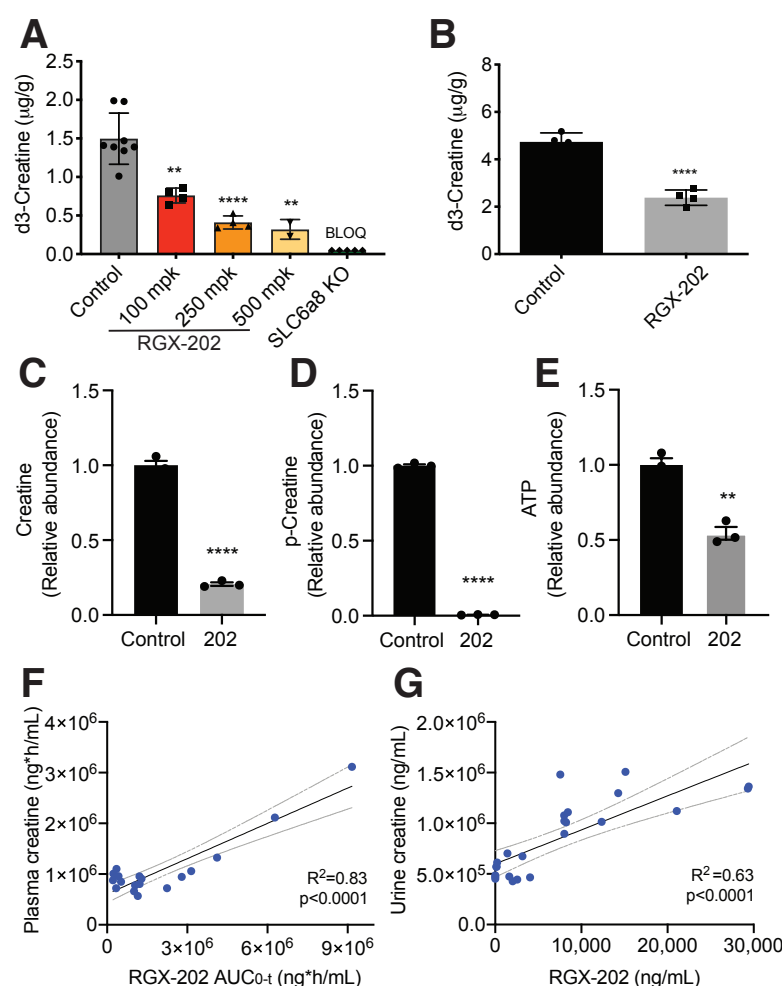 A
d3-Creatine (μg/g)
2.5
2.0
1.5
1.0
0.5
0.0
**
****
**
BLOQ
Control
100 mpk
250 mpk
500 mpk
SLC6a8 KO
RGX-202
B
d3-Creatine (μg/g)
8
6
4
2
0
****
Control
RGX-202
C
Creatine
(Relative abundance)
1.5
1.0
0.5
0.0
****
Control 202
D
p-Creatine
(Relative abundance)
1.5
1.0
0.5
0.0
****
Control 202
E
ATP
(Relative abundance)
1.5
1.0
0.5
0.0
**
Control 202
F
Plasma creatine (ng*h/mL)
4×10⁶
3×10⁶
2×10⁶
1×10⁶
0
R²=0.83
p<0.0001
0 3×10⁶ 6×10⁶ 9×10⁶
RGX-202 AUC₀₋ₜ (ng*h/mL)
G
Urine creatine (ng/mL)
2.0×10⁶
1.5×10⁶
1.0×10⁶
5.0×10⁵
0
R²=0.63
p<0.0001
0 10,000 20,000 30,000
RGX-202 (ng/mL)